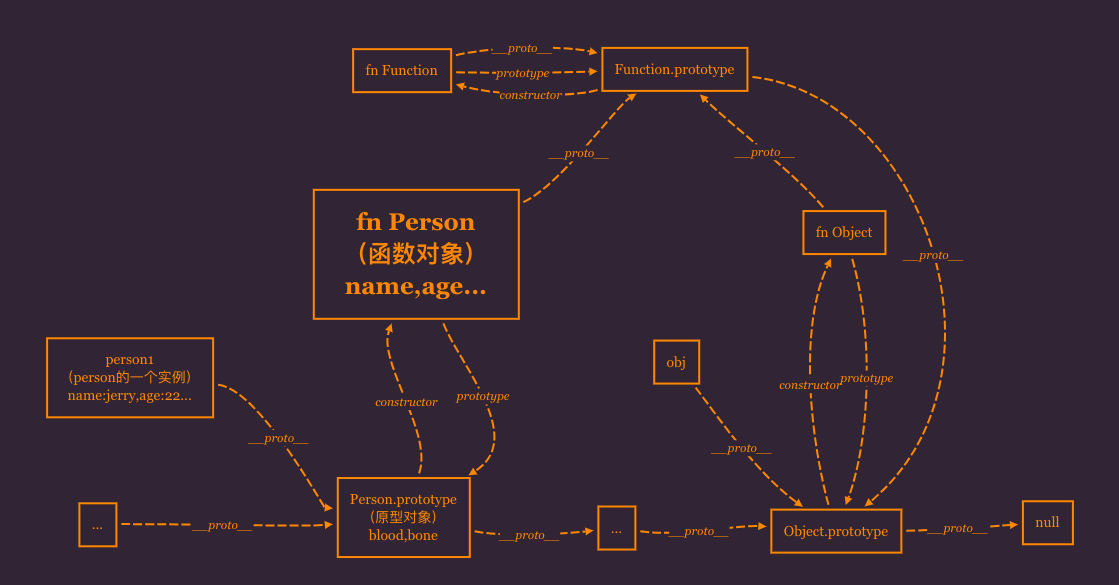 __proto__
fn Function
prototype
Function.prototype
constructor
__proto__
__proto__
fn Person
（函数对象）
name,age...
fn Object
__proto__
person1
（person的一个实例）
name:jerry,age:22...
obj
constructor
prototype
constructor
prototype
__proto__
__proto__
Person.prototype
（原型对象）
blood,bone
...
__proto__
__proto__
...
__proto__
Object.prototype
__proto__
null